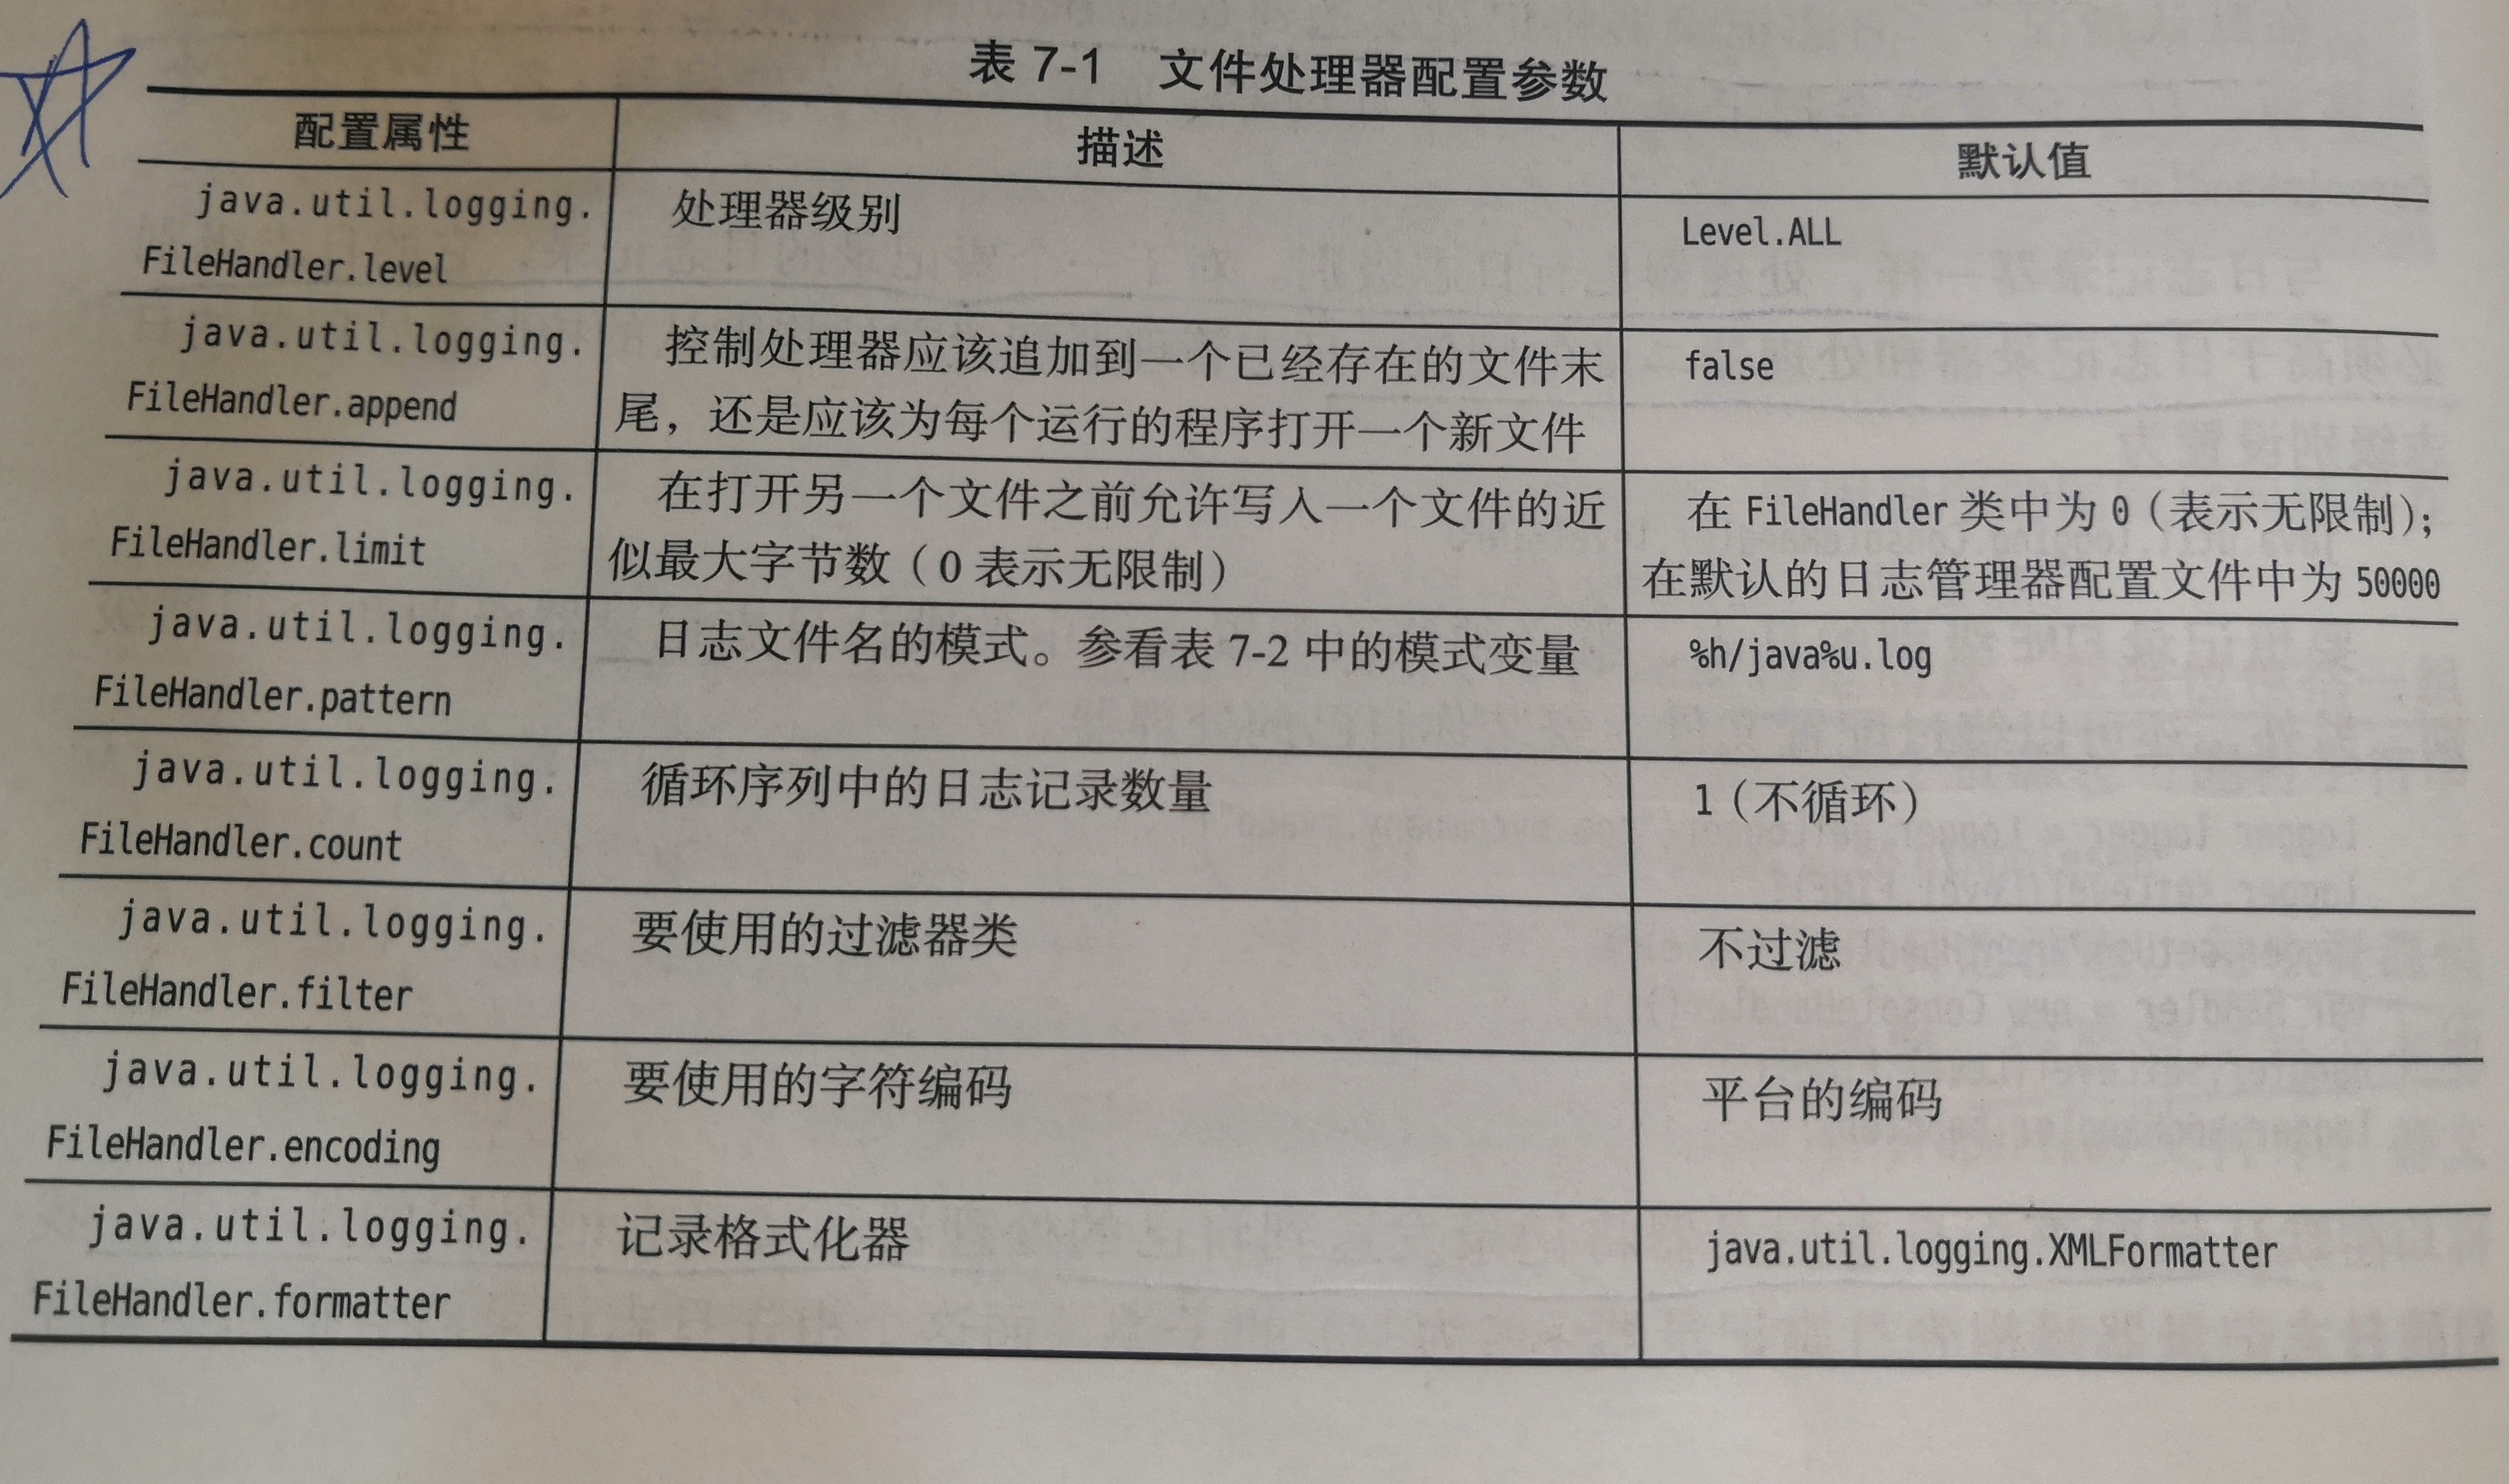 表 7-1 文件处理器配置参数
配置属性 描述 默认值
java.util.logging.
FileHandler.level
处理器级别
Level.ALL
java.util.logging.
FileHandler.append
控制处理器应该追加到一个已经存在的文件末
尾，还是应该为每个运行的程序打开一个新文件
false
java.util.logging.
FileHandler.limit
在打开另一个文件之前允许写入一个文件的近
似最大字节数（0 表示无限制）
在 FileHandler 类中为 0（表示无限制）；
在默认的日志管理器配置文件中为 50000
java.util.logging.
FileHandler.pattern
日志文件名的模式。参看表 7-2 中的模式变量
%h/java%u.log
java.util.logging.
FileHandler.count
循环序列中的日志记录数量
1（不循环）
java.util.logging.
FileHandler.filter
要使用的过滤器类
不过滤
java.util.logging.
FileHandler.encoding
要使用的字符编码
平台的编码
java.util.logging.
FileHandler.formatter
记录格式化器
java.util.logging.XMLFormatter